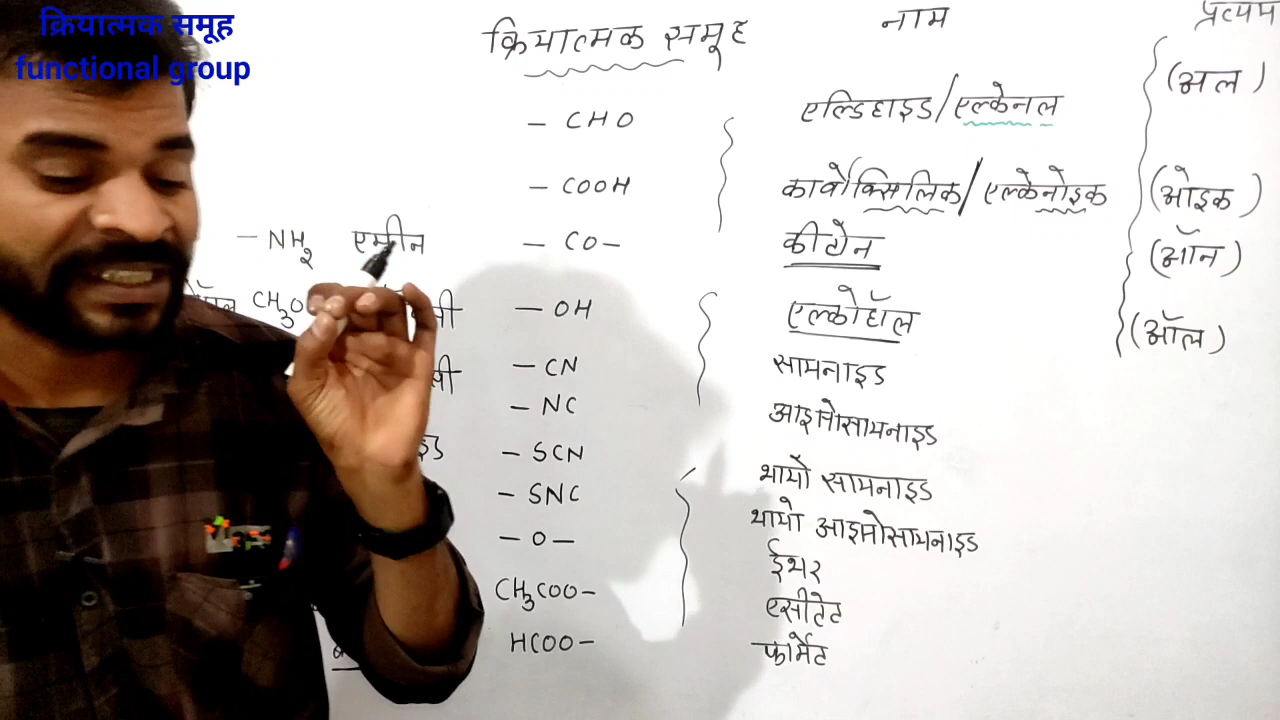 क्रियात्मक समूह
functional group
क्रियात्मक समूह नाम प्रत्यय
– CHO एल्डिहाइड/एल्केनल (अल)
– COOH कार्वोक्सिलिक/एल्केनोइक (ओइक)
– NH₂ एमीन – CO – कीटोन (ऑन)
CH₃O – OH एल्कोहॉल (ऑल)
– CN सायनाइड
– NC आइसोसायनाइड
– SCN थायो सायनाइड
– SNC थायो आइसोसायनाइड
– O – ईथर
CH₃COO – एसीटेट
HCOO – फार्मेट